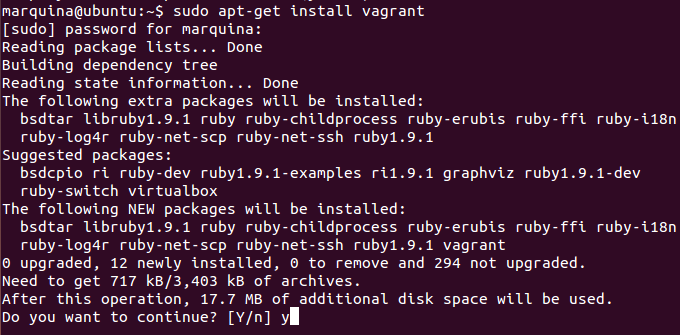 marquina@ubuntu:~$ sudo apt-get install vagrant
[sudo] password for marquina:
Reading package lists... Done
Building dependency tree
Reading state information... Done
The following extra packages will be installed:
  bsdtar libruby1.9.1 ruby ruby-childprocess ruby-erubis ruby-ffi ruby-i18n
  ruby-log4r ruby-net-scp ruby-net-ssh ruby1.9.1
Suggested packages:
  bsdcpio ri ruby-dev ruby1.9.1-examples ri1.9.1 graphviz ruby1.9.1-dev
  ruby-switch virtualbox
The following NEW packages will be installed:
  bsdtar libruby1.9.1 ruby ruby-childprocess ruby-erubis ruby-ffi ruby-i18n
  ruby-log4r ruby-net-scp ruby-net-ssh ruby1.9.1 vagrant
0 upgraded, 12 newly installed, 0 to remove and 294 not upgraded.
Need to get 717 kB/3,403 kB of archives.
After this operation, 17.7 MB of additional disk space will be used.
Do you want to continue? [Y/n] y